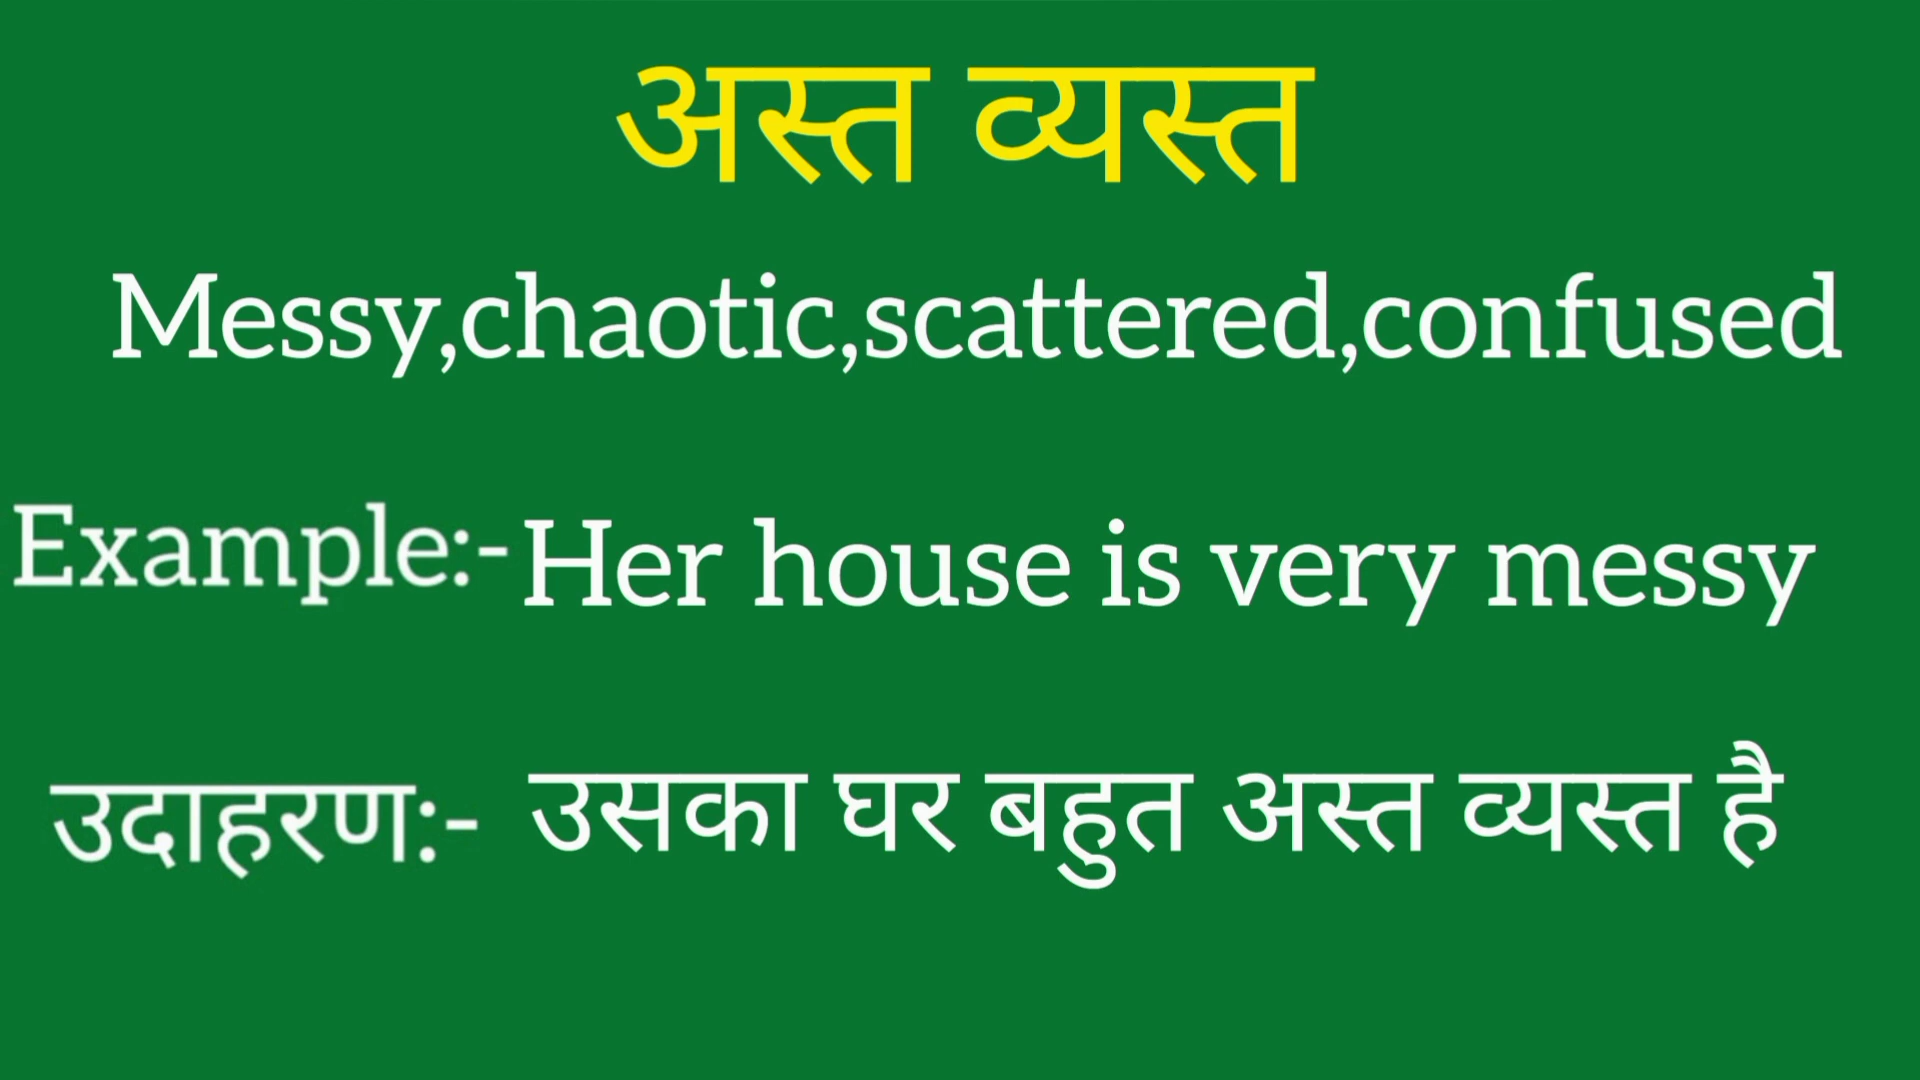 अस्त व्यस्त
Messy,chaotic,scattered,confused
Example:- Her house is very messy
उदाहरण:- उसका घर बहुत अस्त व्यस्त है